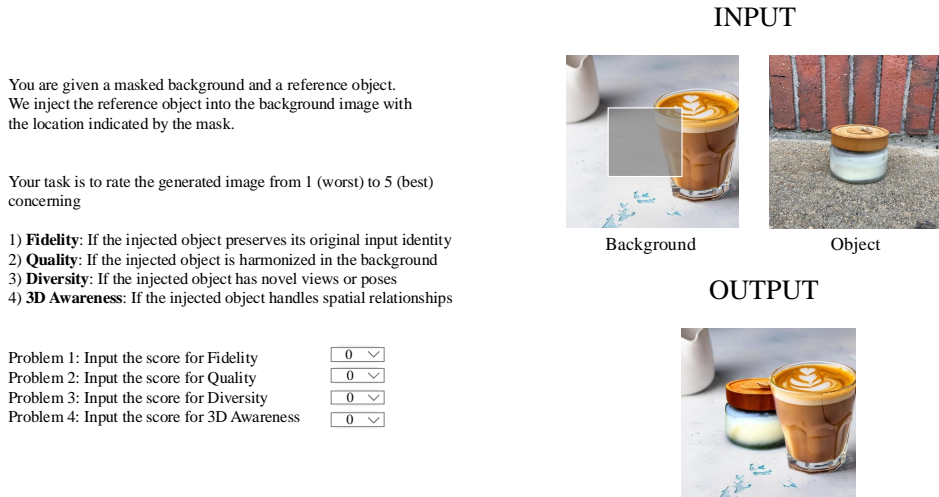 INPUT
You are given a masked background and a reference object.
We inject the reference object into the background image with
the location indicated by the mask.
Your task is to rate the generated image from 1 (worst) to 5 (best)
concerning
1) Fidelity: If the injected object preserves its original input identity
2) Quality: If the injected object is harmonized in the background
3) Diversity: If the injected object has novel views or poses
4) 3D Awareness: If the injected object handles spatial relationships
Background
Object
OUTPUT
Problem 1: Input the score for Fidelity 0
Problem 2: Input the score for Quality 0
Problem 3: Input the score for Diversity 0
Problem 4: Input the score for 3D Awareness 0